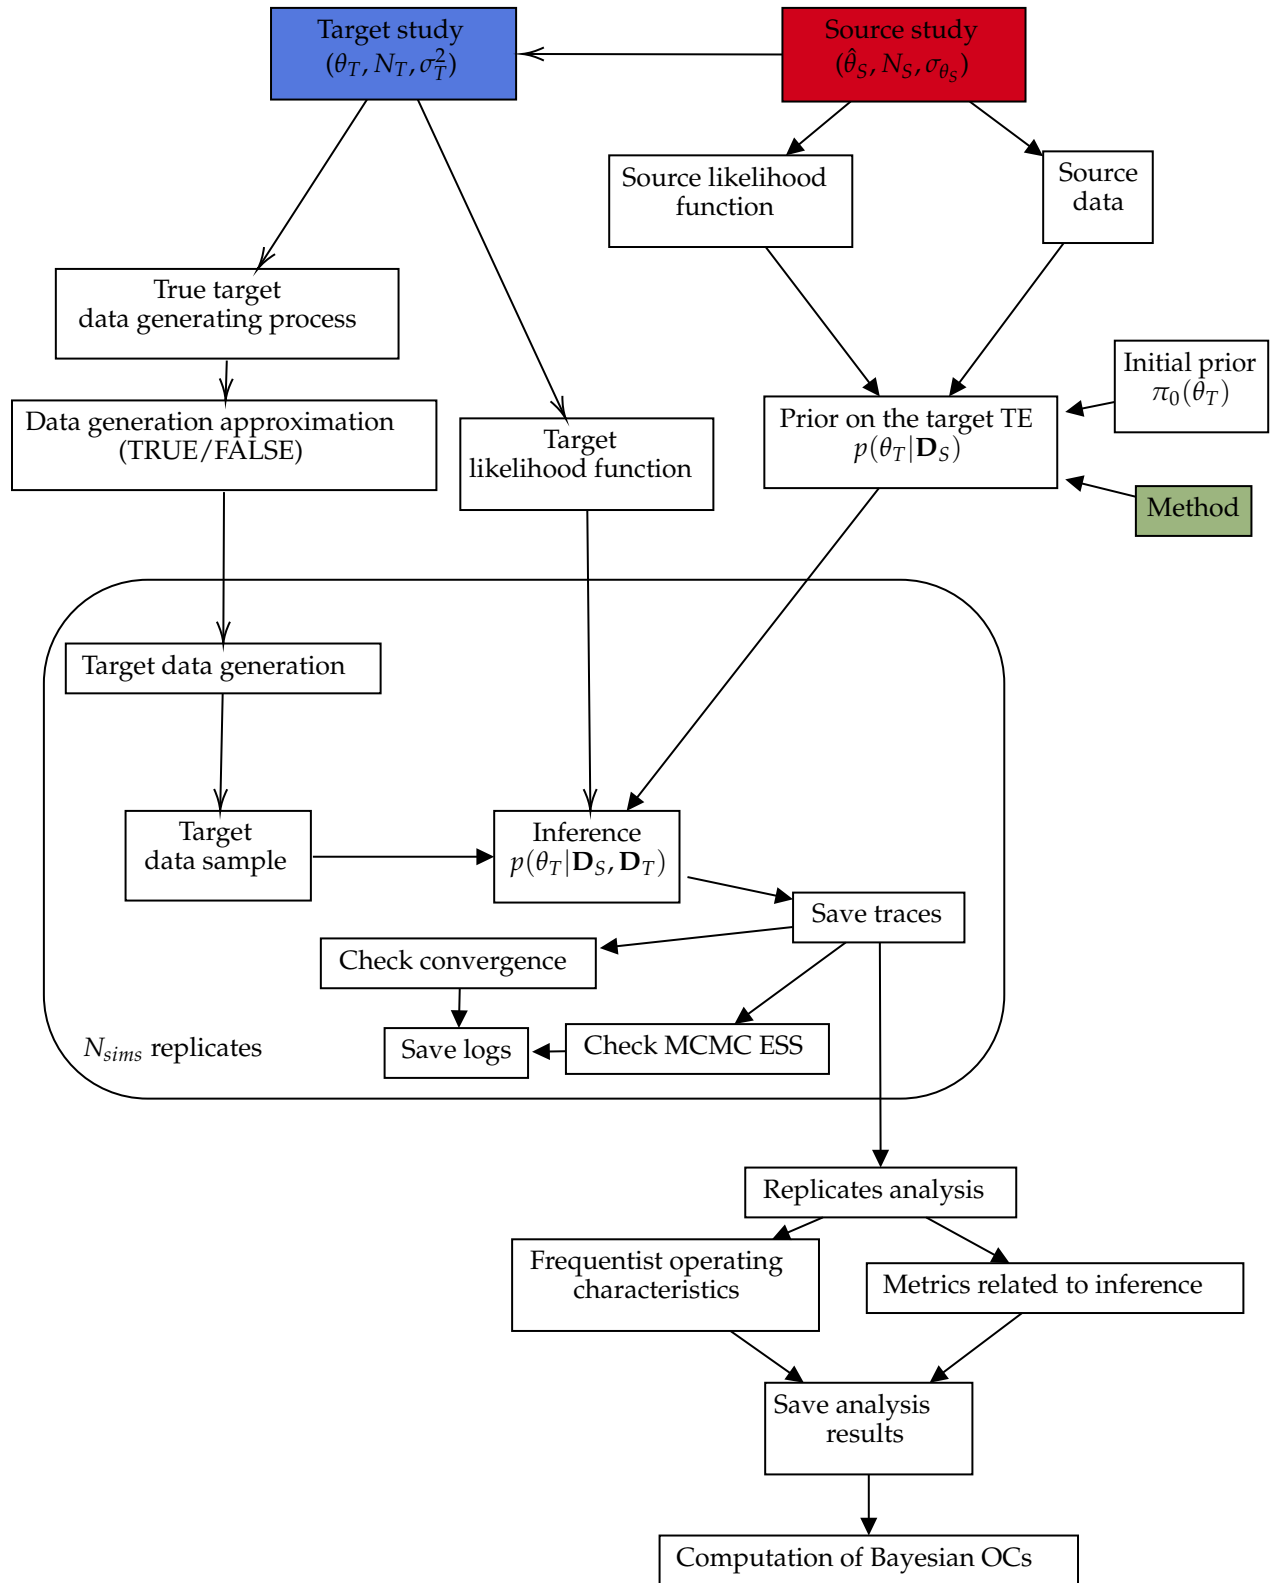 Target study
(θ_T, N_T, σ_T^2)
Source study
(θ̂_S, N_S, σ_{θ_S})
Source likelihood
function
Source
data
True target
data generating process
Initial prior
π_0(θ_T)
Data generation approximation
(TRUE/FALSE)
Target
likelihood function
Prior on the target TE
p(θ_T|𝐃_S)
Method
Target data generation
Target
data sample
Inference
p(θ_T|𝐃_S, 𝐃_T)
Save traces
Check convergence
N_{sims} replicates
Save logs
Check MCMC ESS
Replicates analysis
Frequentist operating
characteristics
Metrics related to inference
Save analysis
results
Computation of Bayesian OCs